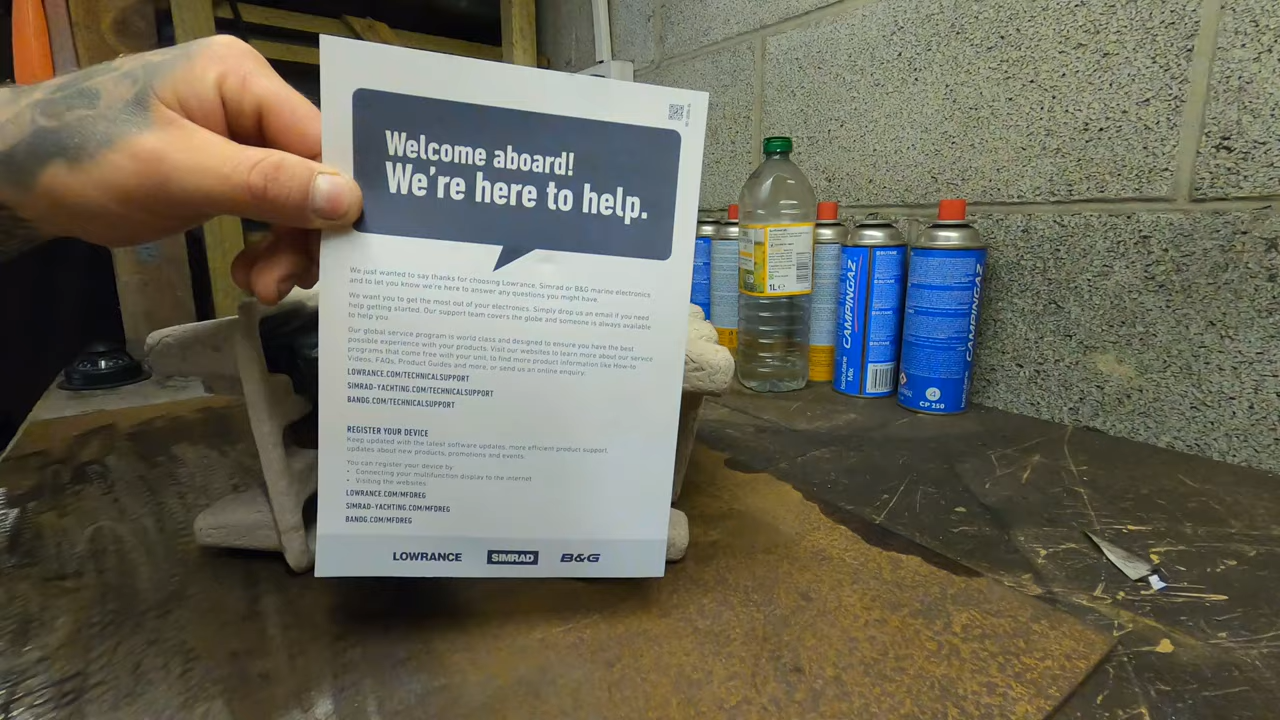 Welcome aboard!
We're here to help.
We just wanted to say thanks for choosing Lowrance, Simrad or B&G marine electronics
and to let you know we're here to answer any questions you might have.
We want you to get the most out of your electronics. Simply drop us an email if you need
help getting started. Our support team covers the globe and someone is always available
to help you.
Our global service program is world class and designed to ensure you have the best
possible experience with your products. Visit our websites to learn more about our service
programs that come free with your unit, to find more product information like How-to
Videos, FAQs, Product Guides and more, or send us an online enquiry:
LOWRANCE.COM/TECHNICALSUPPORT
SIMRAD-YACHTING.COM/TECHNICALSUPPORT
BANDG.COM/TECHNICALSUPPORT
REGISTER YOUR DEVICE
Keep updated with the latest software updates, more efficient product support,
updates about new products, promotions and events.
You can register your device by:
• Connecting your multifunction display to the internet
• Visiting the websites:
LOWRANCE.COM/MFDREG
SIMRAD-YACHTING.COM/MFDREG
BANDG.COM/MFDREG
LOWRANCE SIMRAD B&G
1L℮
CAMPINGAZ
Isobutane
Mix
BUTANE
CAMPINGAZ
Isobutane
4
CP 250